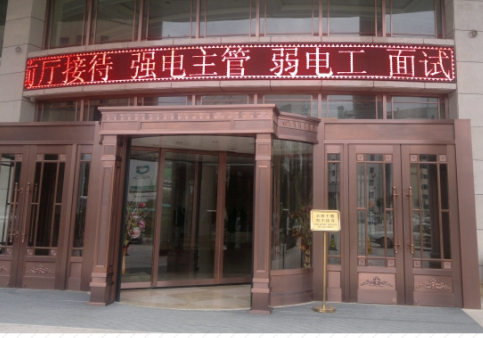 厅接待 强电主管 弱电工 面试